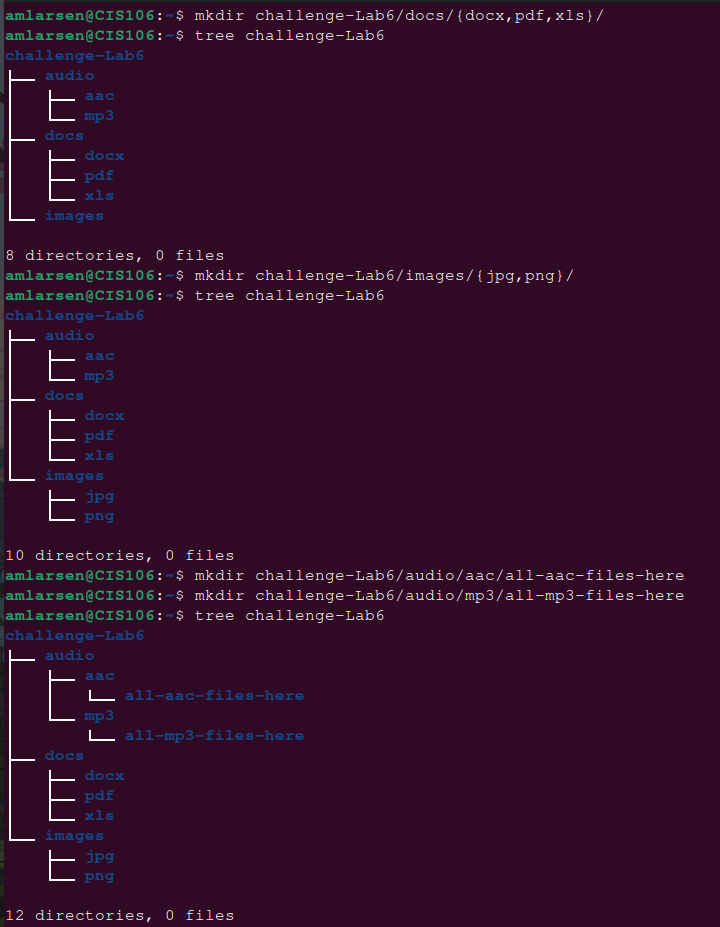 amlarsen@CIS106:~$ mkdir challenge-Lab6/docs/{docx,pdf,xls}/
amlarsen@CIS106:~$ tree challenge-Lab6
challenge-Lab6
├── audio
│   ├── aac
│   └── mp3
├── docs
│   ├── docx
│   ├── pdf
│   └── xls
└── images

8 directories, 0 files
amlarsen@CIS106:~$ mkdir challenge-Lab6/images/{jpg,png}/
amlarsen@CIS106:~$ tree challenge-Lab6
challenge-Lab6
├── audio
│   ├── aac
│   └── mp3
├── docs
│   ├── docx
│   ├── pdf
│   └── xls
└── images
    ├── jpg
    └── png

10 directories, 0 files
amlarsen@CIS106:~$ mkdir challenge-Lab6/audio/aac/all-aac-files-here
amlarsen@CIS106:~$ mkdir challenge-Lab6/audio/mp3/all-mp3-files-here
amlarsen@CIS106:~$ tree challenge-Lab6
challenge-Lab6
├── audio
│   ├── aac
│   │   └── all-aac-files-here
│   └── mp3
│       └── all-mp3-files-here
├── docs
│   ├── docx
│   ├── pdf
│   └── xls
└── images
    ├── jpg
    └── png

12 directories, 0 files